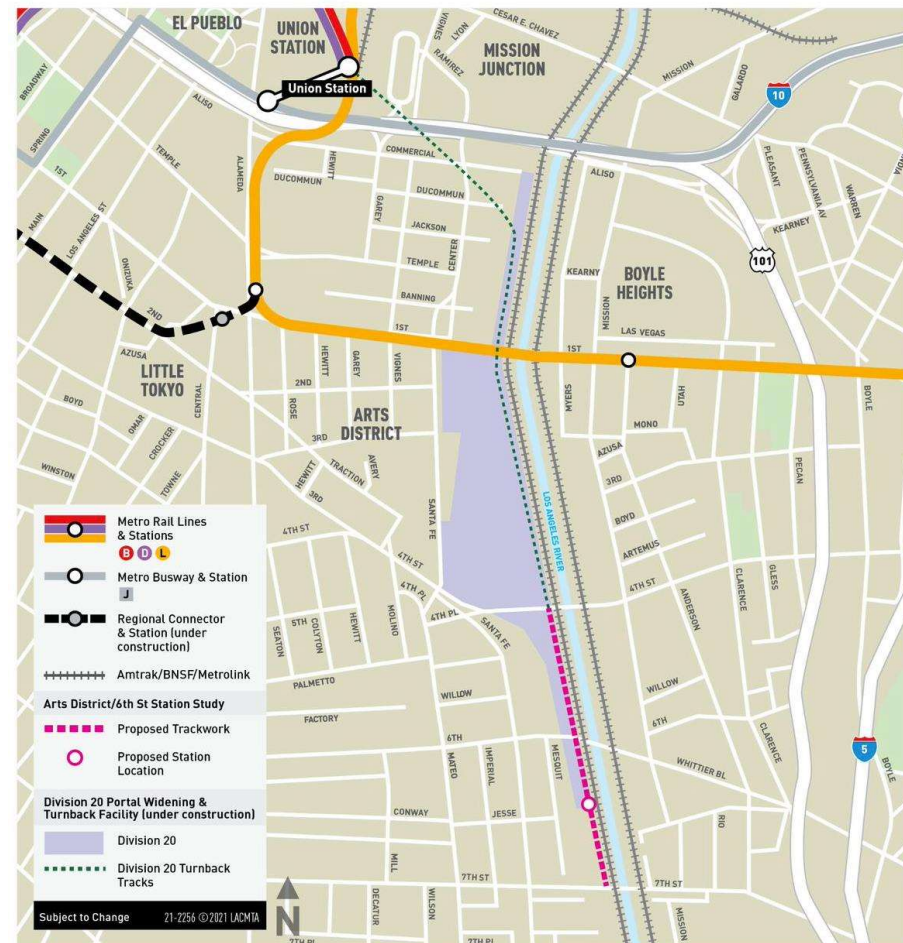 EL PUEBLO
UNION
STATION
Union Station
MISSION
JUNCTION
VIGNES
LYON
RAMIREZ
CESAR E. CHAVEZ
MISSION
GALARDO
10
BROADWAY
SPRING
ALISO
TEMPLE
1ST
MAIN
LOS ANGELES ST
ALAMEDA
HEWITT
COMMERCIAL
DUCOMMUN
GAREY
DUCOMMUN
JACKSON
CENTER
TEMPLE
BANNING
1ST
ALISO
PLEASANT
PENNSYLVANIA AV
WARREN
KEARNEY
101
KEARNY
BOYLE
HEIGHTS
MISSION
LAS VEGAS
1ST
ONIZUKA
2ND
AZUSA
LITTLE
TOKYO
CENTRAL
BOYD
OMAR
CROCKER
TOWNE
WINSTON
HEWITT
GAREY
VIGNES
2ND
ROSE
ARTS
DISTRICT
3RD
AVERY
TRACTION
HEWITT
3RD
SANTA FE
MYERS
UTAH
BOYLE
MONO
AZUSA
3RD
PECAN
BOYD
ARTEMUS
4TH ST
LOS ANGELES RIVER
ANDERSON
CLARENCE
GLESS
4TH ST
4TH ST
4TH PL
4TH PL
SANTA FE
5TH
SEATON
COLYTON
HEWITT
MOLINO
PALMETTO
FACTORY
WILLOW
6TH
MATEO
IMPERIAL
MESQUIT
WILLOW
6TH
WHITTIER BL
CLARENCE
5
BOYLE
CONWAY
JESSE
RIO
MILL
7TH ST
7TH ST
DECATUR
WILSON
MISSION
7TH PL
7TH PL
N
Metro Rail Lines
& Stations
B D L
Metro Busway & Station
J
Regional Connector
& Station (under
construction)
Amtrak/BNSF/Metrolink
Arts District/6th St Station Study
Proposed Trackwork
Proposed Station
Location
Division 20 Portal Widening &
Turnback Facility (under construction)
Division 20
Division 20 Turnback
Tracks
Subject to Change 21-2256 ©2021 LACMTA